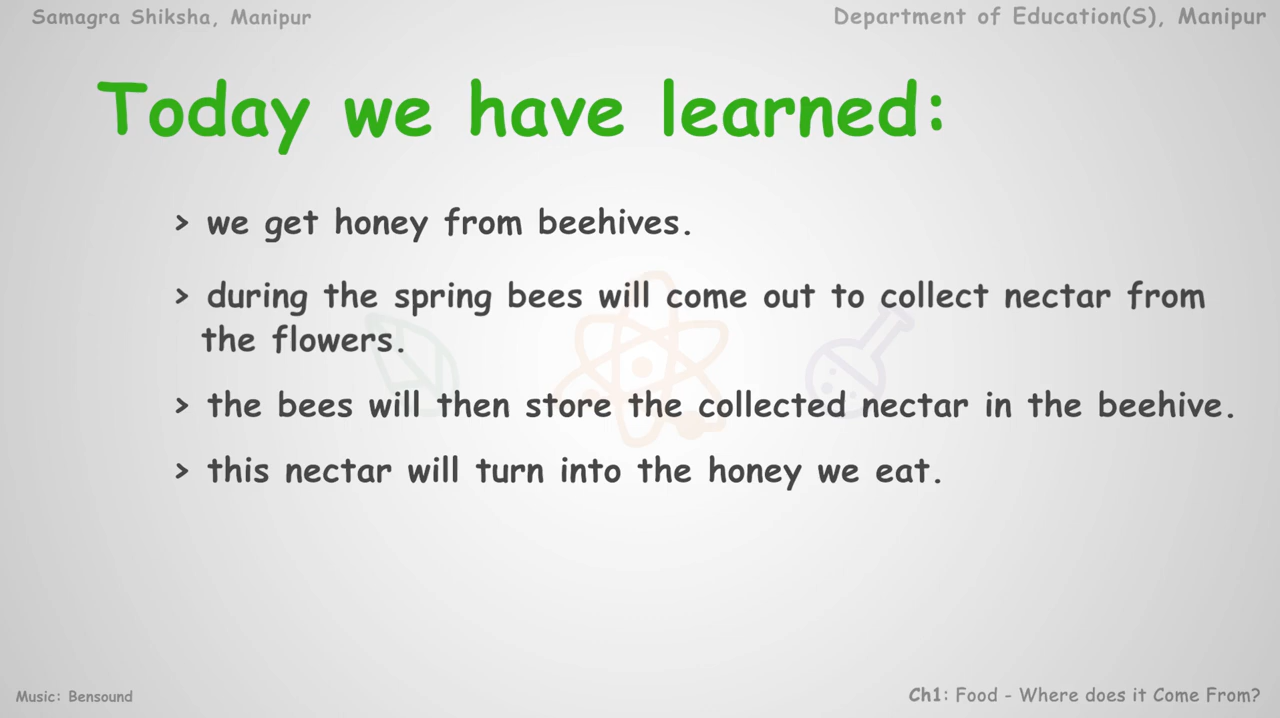 Samagra Shiksha, Manipur
Department of Education(S), Manipur
Today we have learned:
> we get honey from beehives.
> during the spring bees will come out to collect nectar from
the flowers.
> the bees will then store the collected nectar in the beehive.
> this nectar will turn into the honey we eat.
Music: Bensound
Ch1: Food - Where does it Come From?